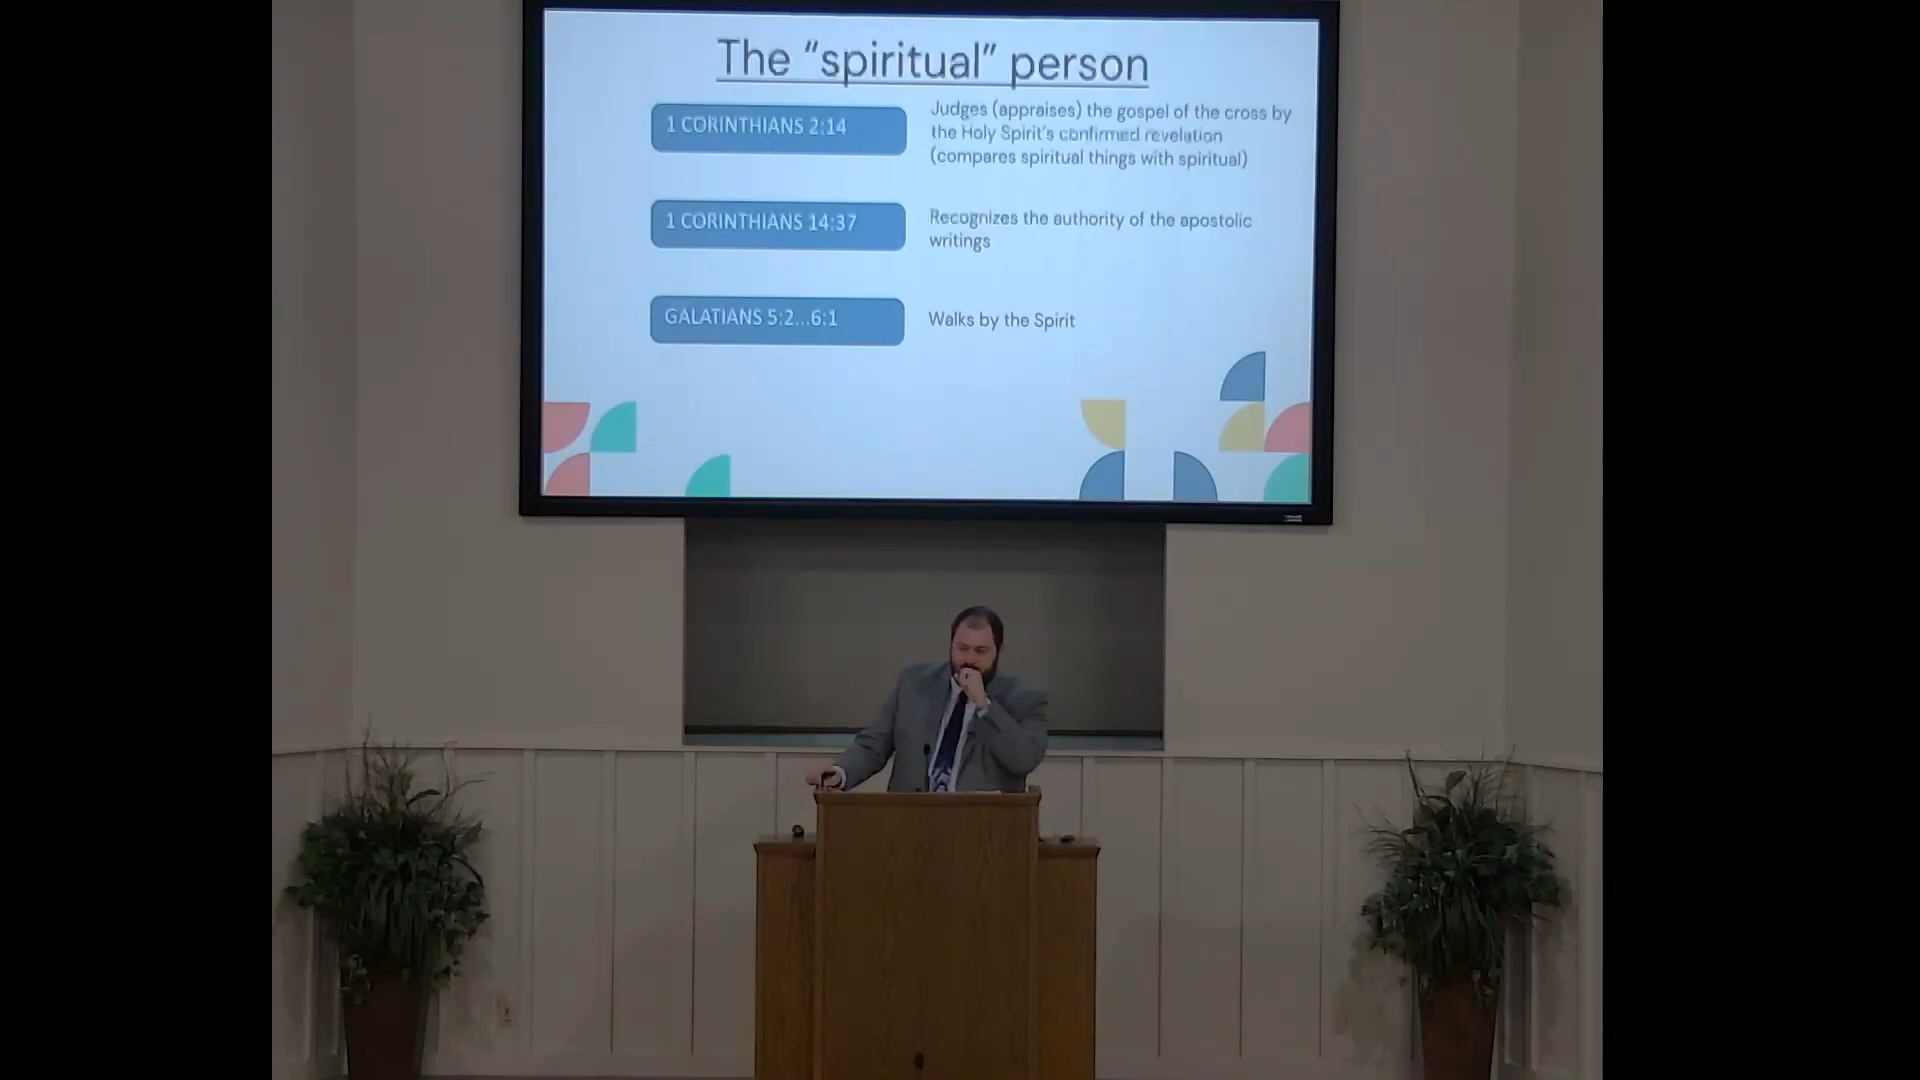 The “spiritual” person
1 CORINTHIANS 2:14
Judges (appraises) the gospel of the cross by
the Holy Spirit's confirmed revelation
(compares spiritual things with spiritual)
1 CORINTHIANS 14:37
Recognizes the authority of the apostolic
writings
GALATIANS 5:2...6:1
Walks by the Spirit